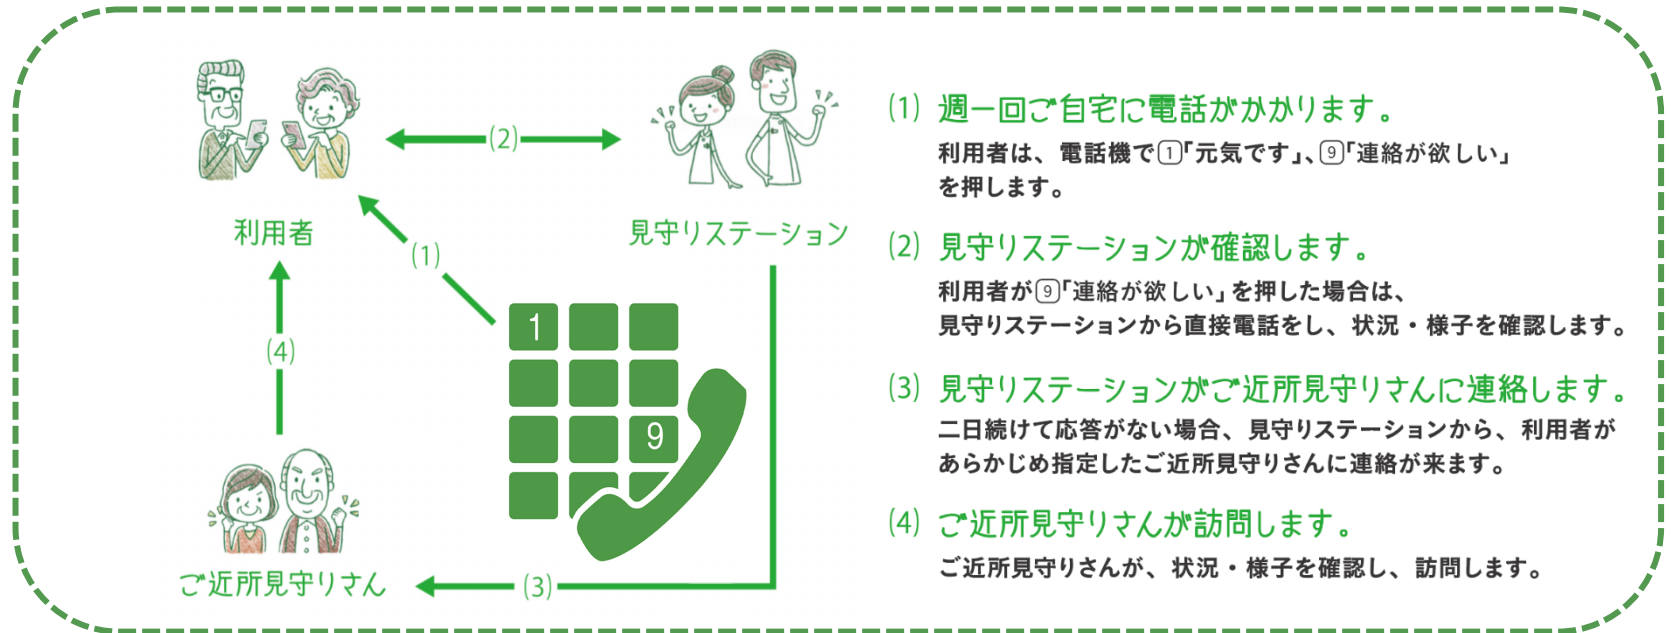 利用者
(2)
見守りステーション
(1)
1
9
(4)
ご近所見守りさん
(3)
(1) 週一回ご自宅に電話がかかります。
利用者は、電話機で1「元気です」、9「連絡が欲しい」
を押します。
(2) 見守りステーションが確認します。
利用者が9「連絡が欲しい」を押した場合は、
見守りステーションから直接電話をし、状況・様子を確認します。
(3) 見守りステーションがご近所見守りさんに連絡します。
二日続けて応答がない場合、見守りステーションから、利用者が
あらかじめ指定したご近所見守りさんに連絡が来ます。
(4) ご近所見守りさんが訪問します。
ご近所見守りさんが、状況・様子を確認し、訪問します。